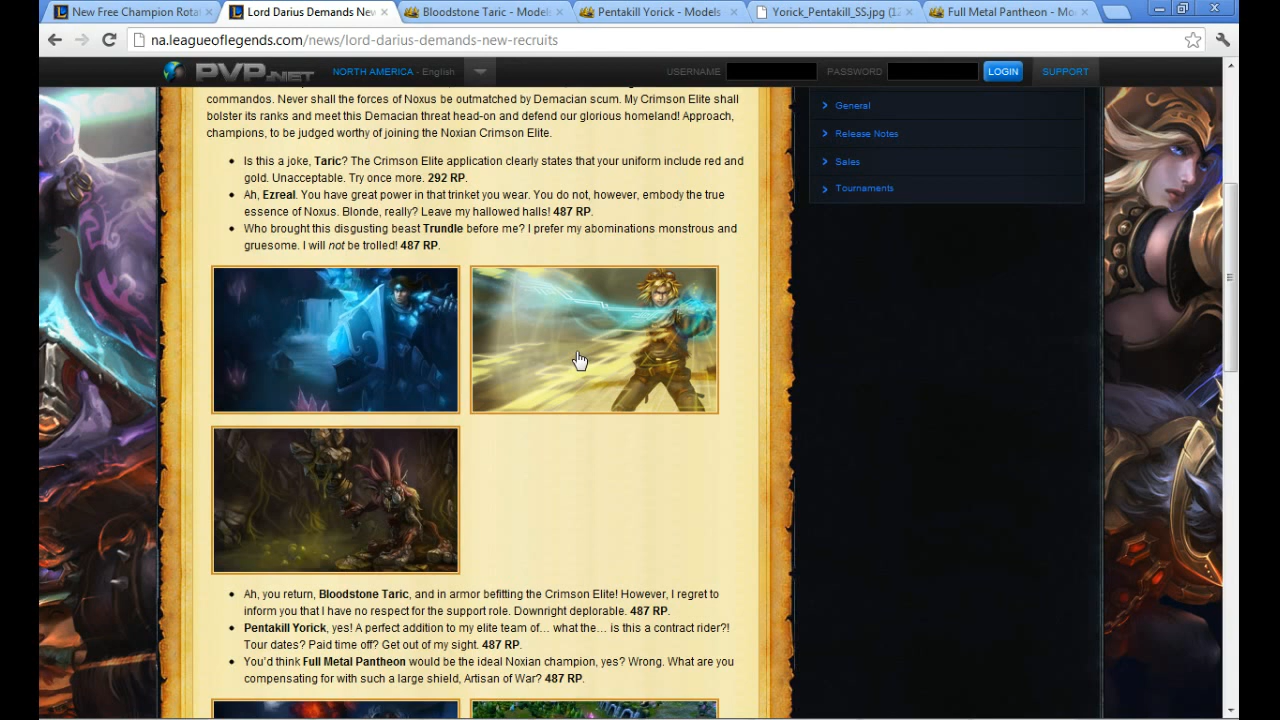 New Free Champion Rota
Lord Darius Demands New
Bloodstone Taric - Model
Pentakill Yorick - Models
Yorick_Pentakill_SS.jpg (12
Full Metal Pantheon - Mo
na.leagueoflegends.com/news/lord-darius-demands-new-recruits
PVP.NET
NORTH AMERICA - English
USERNAME
PASSWORD
LOGIN
SUPPORT
commandos. Never shall the forces of Noxus be outmatched by Demacian scum. My Crimson Elite shall
bolster its ranks and meet this Demacian threat head-on and defend our glorious homeland! Approach,
champions, to be judged worthy of joining the Noxian Crimson Elite.
• Is this a joke, Taric? The Crimson Elite application clearly states that your uniform include red and
gold. Unacceptable. Try once more. 292 RP.
• Ah, Ezreal. You have great power in that trinket you wear. You do not, however, embody the true
essence of Noxus. Blonde, really? Leave my hallowed halls! 487 RP.
• Who brought this disgusting beast Trundle before me? I prefer my abominations monstrous and
gruesome. I will not be trolled! 487 RP.
• Ah, you return, Bloodstone Taric, and in armor befitting the Crimson Elite! However, I regret to
inform you that I have no respect for the support role. Downright deplorable. 487 RP.
• Pentakill Yorick, yes! A perfect addition to my elite team of… what the… is this a contract rider?!
Tour dates? Paid time off? Get out of my sight. 487 RP.
• You'd think Full Metal Pantheon would be the ideal Noxian champion, yes? Wrong. What are you
compensating for with such a large shield, Artisan of War? 487 RP.
General
Release Notes
Sales
Tournaments